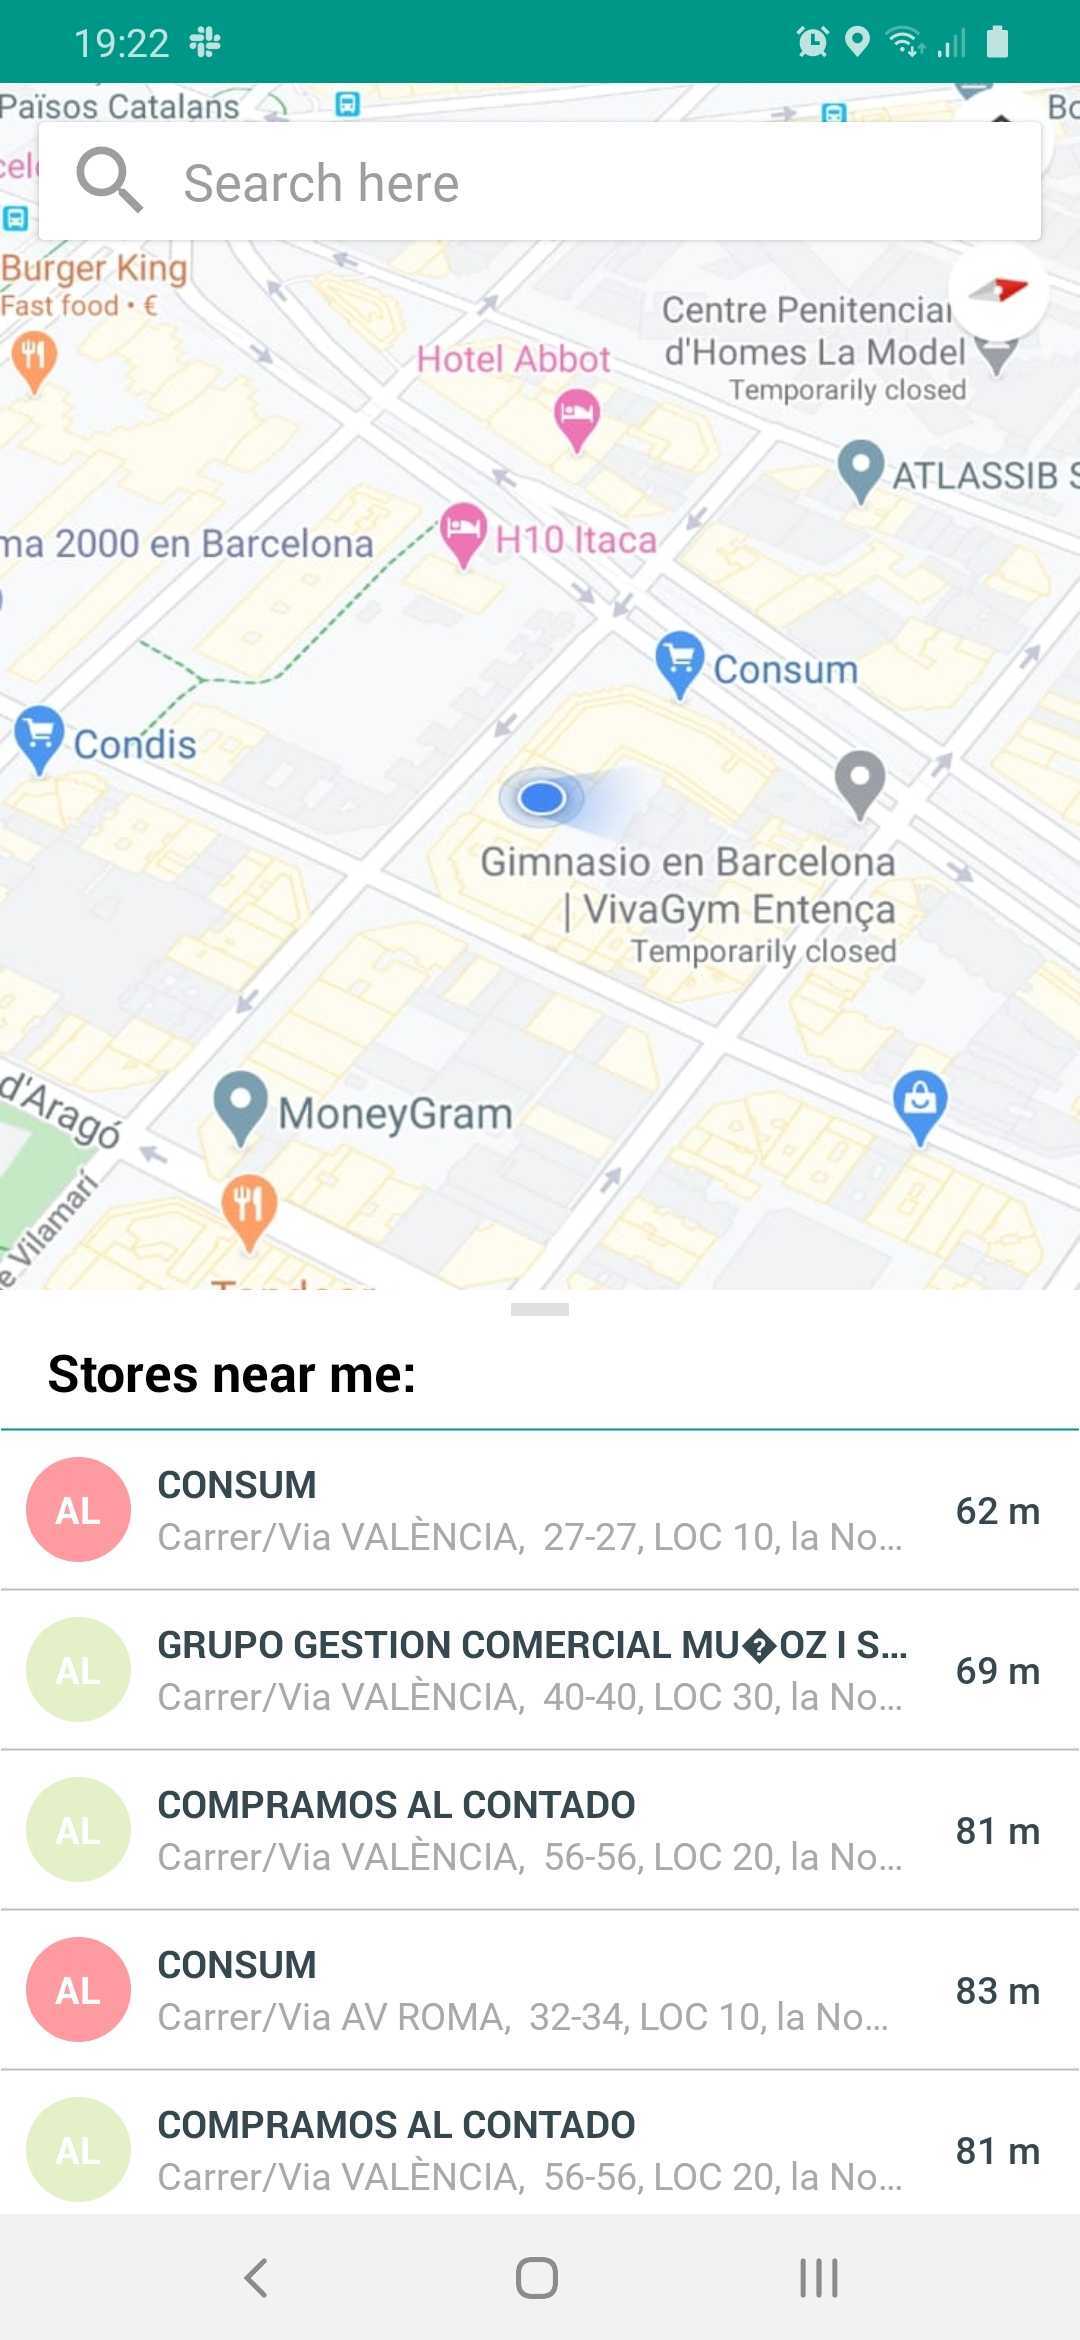 19:22
Països Catalans
Search here
Burger King
Fast food • €
Centre Penitenciar
d'Homes La Model
Temporarily closed
Hotel Abbot
ATLASSIB S
ma 2000 en Barcelona
H10 Itaca
Consum
Condis
Gimnasio en Barcelona
| VivaGym Entença
Temporarily closed
d'Aragó
MoneyGram
e Vilamarí
Stores near me:
AL
CONSUM
Carrer/Via VALÈNCIA, 27-27, LOC 10, la No...
62 m
AL
GRUPO GESTION COMERCIAL MU�OZ I S...
Carrer/Via VALÈNCIA, 40-40, LOC 30, la No...
69 m
AL
COMPRAMOS AL CONTADO
Carrer/Via VALÈNCIA, 56-56, LOC 20, la No...
81 m
AL
CONSUM
Carrer/Via AV ROMA, 32-34, LOC 10, la No...
83 m
AL
COMPRAMOS AL CONTADO
Carrer/Via VALÈNCIA, 56-56, LOC 20, la No...
81 m